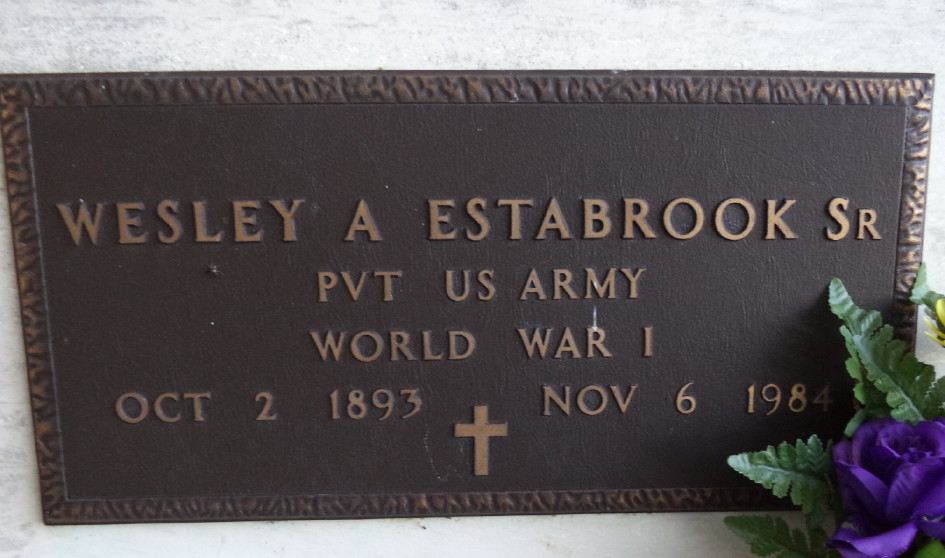 WESLEY A ESTABROOK SR
PVT US ARMY
WORLD WAR I
OCT 2 1893 NOV 6 1984